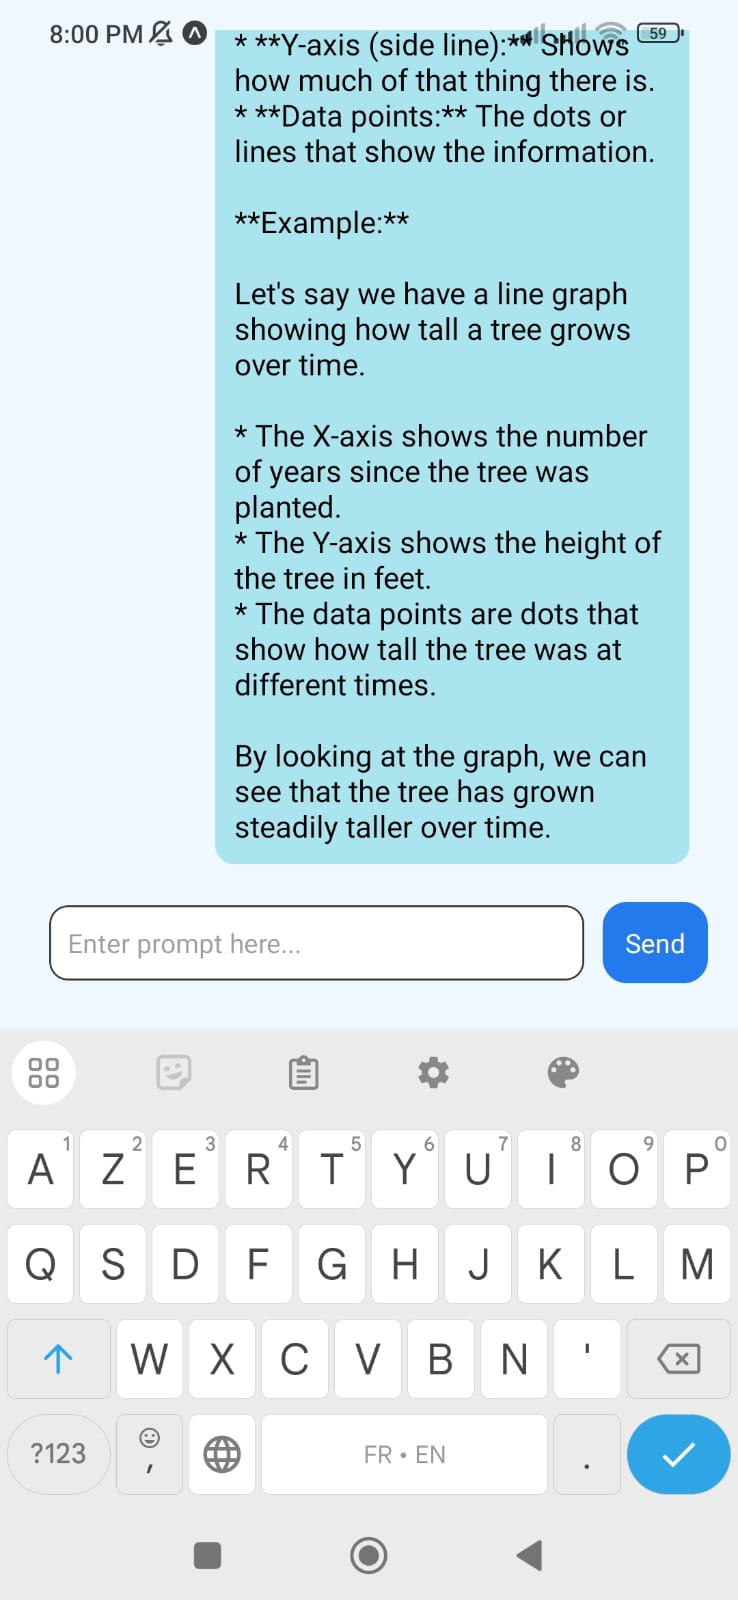 8:00 PM
59
* **Y-axis (side line):** Shows
how much of that thing there is.
* **Data points:** The dots or
lines that show the information.
**Example:**
Let's say we have a line graph
showing how tall a tree grows
over time.
* The X-axis shows the number
of years since the tree was
planted.
* The Y-axis shows the height of
the tree in feet.
* The data points are dots that
show how tall the tree was at
different times.
By looking at the graph, we can
see that the tree has grown
steadily taller over time.
Enter prompt here...
Send
A 1 Z 2 E 3 R 4 T 5 Y 6 U 7 I 8 O 9 P 0
Q S D F G H J K L M
W X C V B N '
?123 , FR • EN .